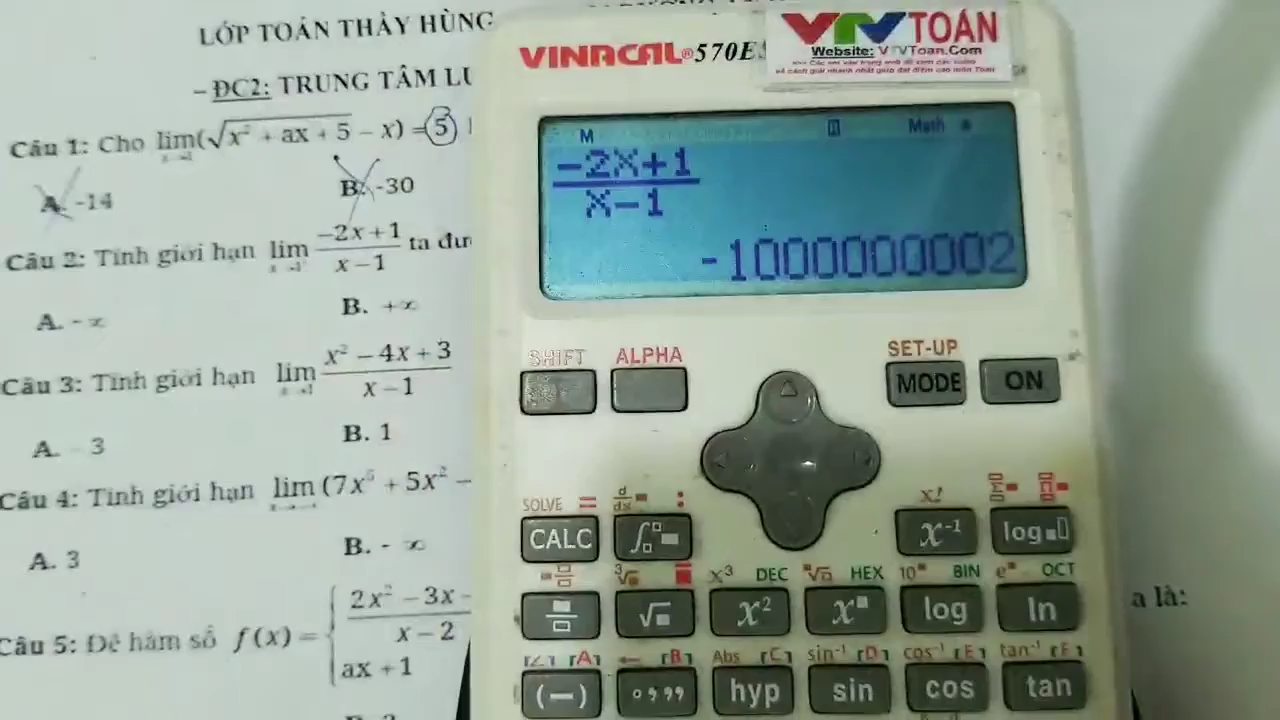 LỚP TOÁN THẦY HÙNG
- ĐC2: TRUNG TÂM LU
Câu 1: Cho lim(√(x² + ax + 5) - x) = 5
A. -14
B. -30
Câu 2: Tính giới hạn lim (-2x+1)/(x-1) ta đượ
A. -∞
B. +∞
Câu 3: Tính giới hạn lim (x² - 4x + 3)/(x-1)
A. 3
B. 1
Câu 4: Tính giới hạn lim (7x⁵ + 5x² -
A. 3
B. -∞
Câu 5: Để hàm số f(x) = { (2x² - 3x -)/(x-2)
ax + 1
a là:
VTV TOÁN
Website: VTVToan.Com
VINACAL® 570ES
M Math
(-2X+1)/(X-1)
-1000000002
SHIFT ALPHA SET-UP
MODE ON
SOLVE = d/dx : x!
CALC x⁻¹ log
x³ DEC HEX 10 BIN e OCT
x² x log ln
A B Abs C sin⁻¹ D cos⁻¹ E tan⁻¹ F
(-) hyp sin cos tan